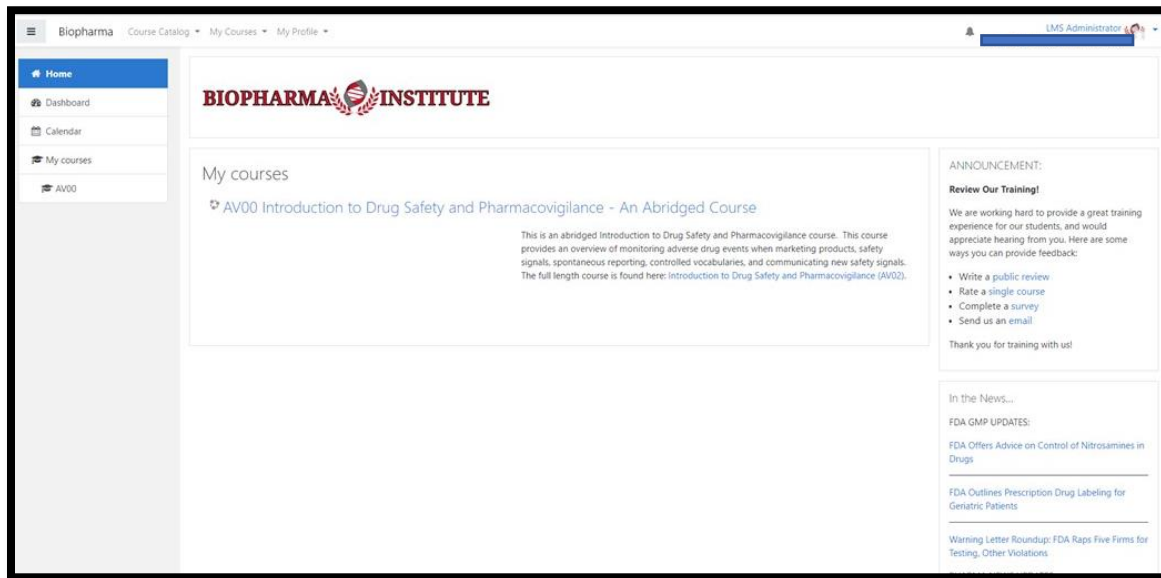 Biopharma Course Catalog My Courses My Profile
LMS Administrator
Home
Dashboard
Calendar
My courses
AV00
BIOPHARMA INSTITUTE
My courses
AV00 Introduction to Drug Safety and Pharmacovigilance - An Abridged Course
This is an abridged Introduction to Drug Safety and Pharmacovigilance course. This course
provides an overview of monitoring adverse drug events when marketing products, safety
signals, spontaneous reporting, controlled vocabularies, and communicating new safety signals.
The full length course is found here: Introduction to Drug Safety and Pharmacovigilance (AV02).
ANNOUNCEMENT:
Review Our Training!
We are working hard to provide a great training
experience for our students, and would
appreciate hearing from you. Here are some
ways you can provide feedback:
• Write a public review
• Rate a single course
• Complete a survey
• Send us an email
Thank you for training with us!
In the News...
FDA GMP UPDATES:
FDA Offers Advice on Control of Nitrosamines in
Drugs
FDA Outlines Prescription Drug Labeling for
Geriatric Patients
Warning Letter Roundup: FDA Raps Five Firms for
Testing, Other Violations